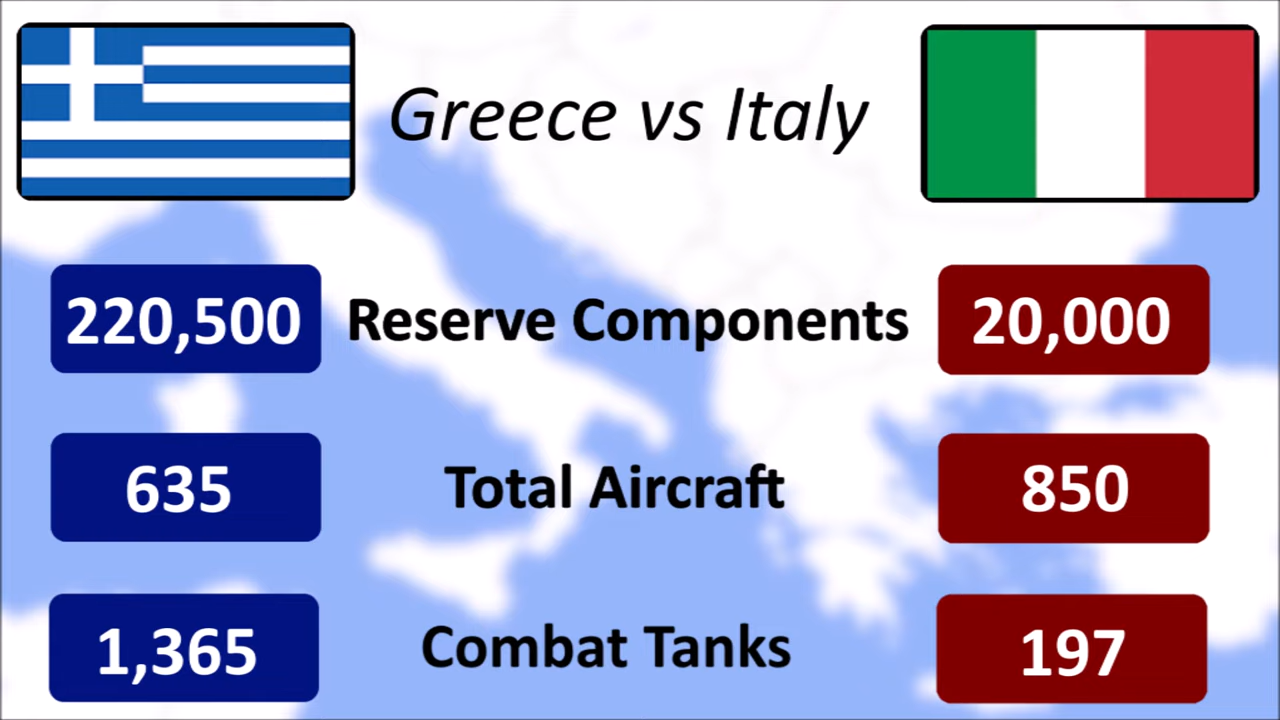 Greece vs Italy
220,500 Reserve Components 20,000
635 Total Aircraft 850
1,365 Combat Tanks 197